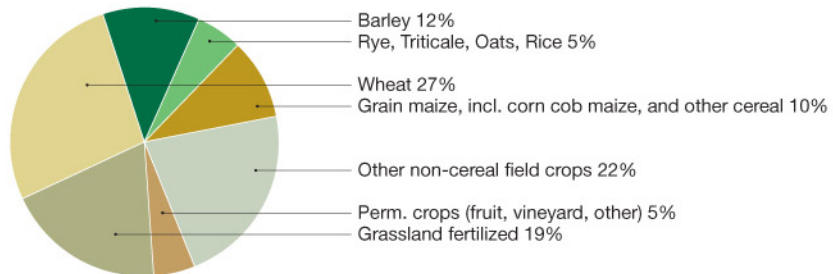 Barley 12%
Rye, Triticale, Oats, Rice 5%
Wheat 27%
Grain maize, incl. corn cob maize, and other cereal 10%
Other non-cereal field crops 22%
Perm. crops (fruit, vineyard, other) 5%
Grassland fertilized 19%